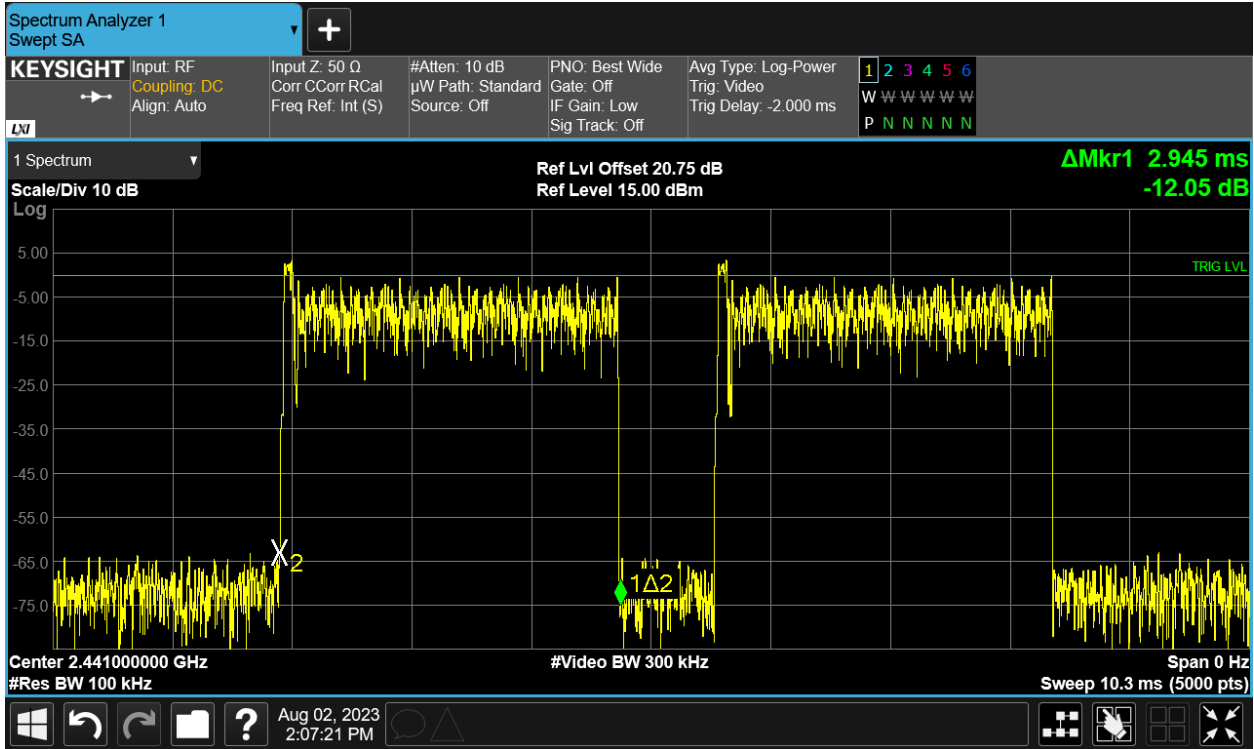 Spectrum Analyzer 1
Swept SA
+
KEYSIGHT
LXI
Input: RF
Coupling: DC
Align: Auto
Input Z: 50 Ω
Corr CCorr RCal
Freq Ref: Int (S)
#Atten: 10 dB
µW Path: Standard
Source: Off
PNO: Best Wide
Gate: Off
IF Gain: Low
Sig Track: Off
Avg Type: Log-Power
Trig: Video
Trig Delay: -2.000 ms
1 2 3 4 5 6
W W W W W W
P N N N N N
1 Spectrum
Scale/Div 10 dB
Log
Ref Lvl Offset 20.75 dB
Ref Level 15.00 dBm
ΔMkr1 2.945 ms
-12.05 dB
5.00
TRIG LVL
-5.00
-15.0
-25.0
-35.0
-45.0
-55.0
-65.0
-75.0
X2
1Δ2
Center 2.441000000 GHz
#Res BW 100 kHz
#Video BW 300 kHz
Span 0 Hz
Sweep 10.3 ms (5000 pts)
?
Aug 02, 2023
2:07:21 PM